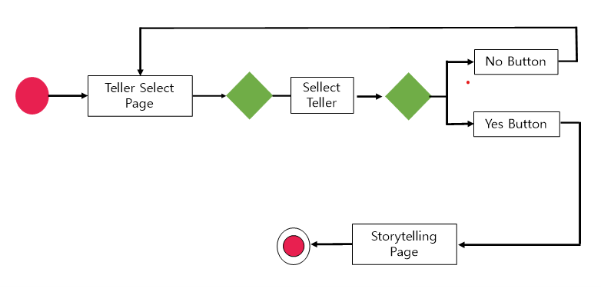 No Button
Teller Select
Page
Sellect
Teller
Yes Button
Storytelling
Page